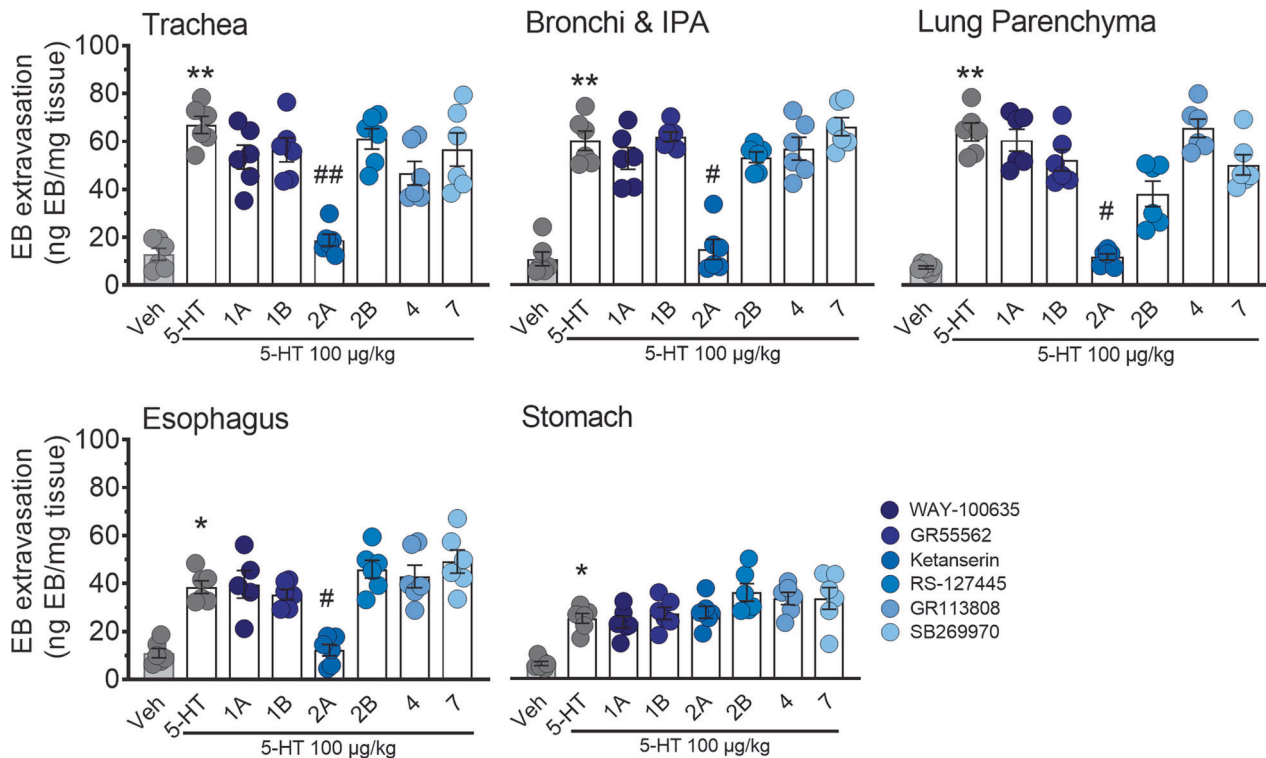 Trachea
Bronchi & IPA
Lung Parenchyma
EB extravasation
(ng EB/mg tissue)
100
80
60
40
20
0
**
##
**
#
**
#
Veh 5-HT 1A 1B 2A 2B 4 7
5-HT 100 µg/kg
Veh 5-HT 1A 1B 2A 2B 4 7
5-HT 100 µg/kg
Veh 5-HT 1A 1B 2A 2B 4 7
5-HT 100 µg/kg
Esophagus
Stomach
EB extravasation
(ng EB/mg tissue)
100
80
60
40
20
0
*
#
*
Veh 5-HT 1A 1B 2A 2B 4 7
5-HT 100 µg/kg
Veh 5-HT 1A 1B 2A 2B 4 7
5-HT 100 µg/kg
WAY-100635
GR55562
Ketanserin
RS-127445
GR113808
SB269970